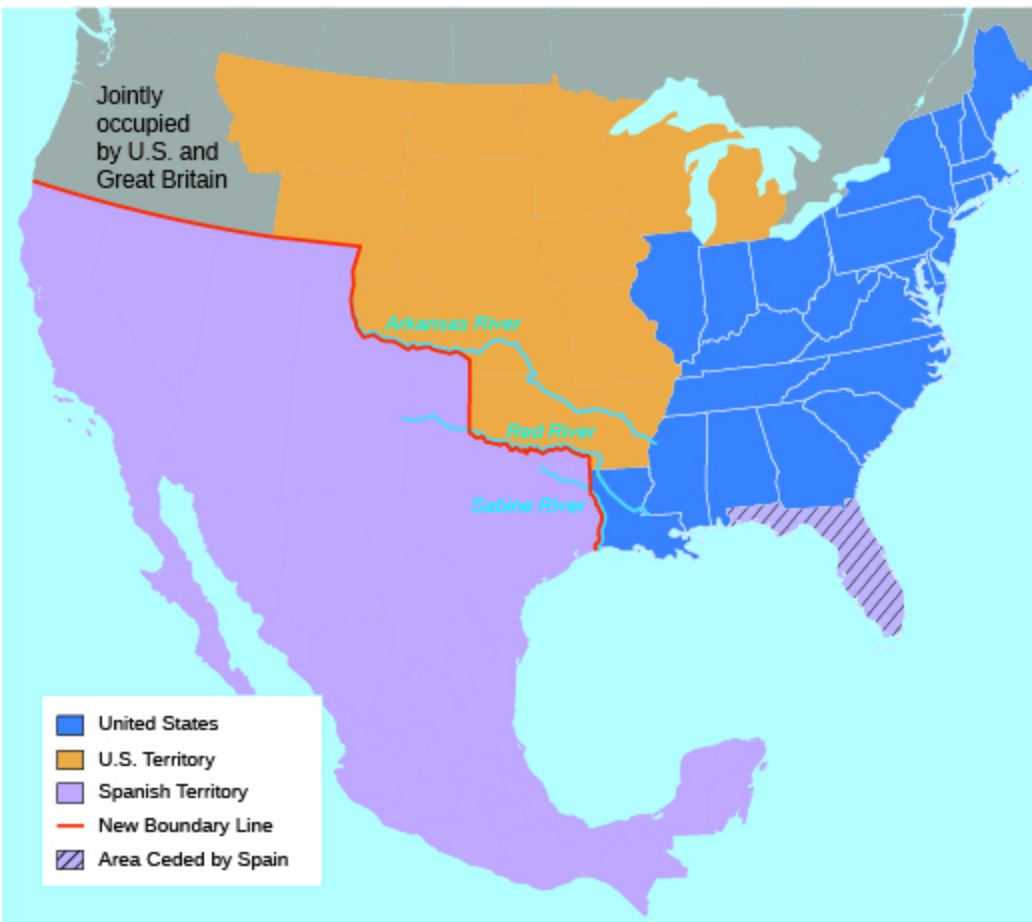 Jointly
occupied
by U.S. and
Great Britain
Arkansas River
Red River
Sabine River
United States
U.S. Territory
Spanish Territory
New Boundary Line
Area Ceded by Spain